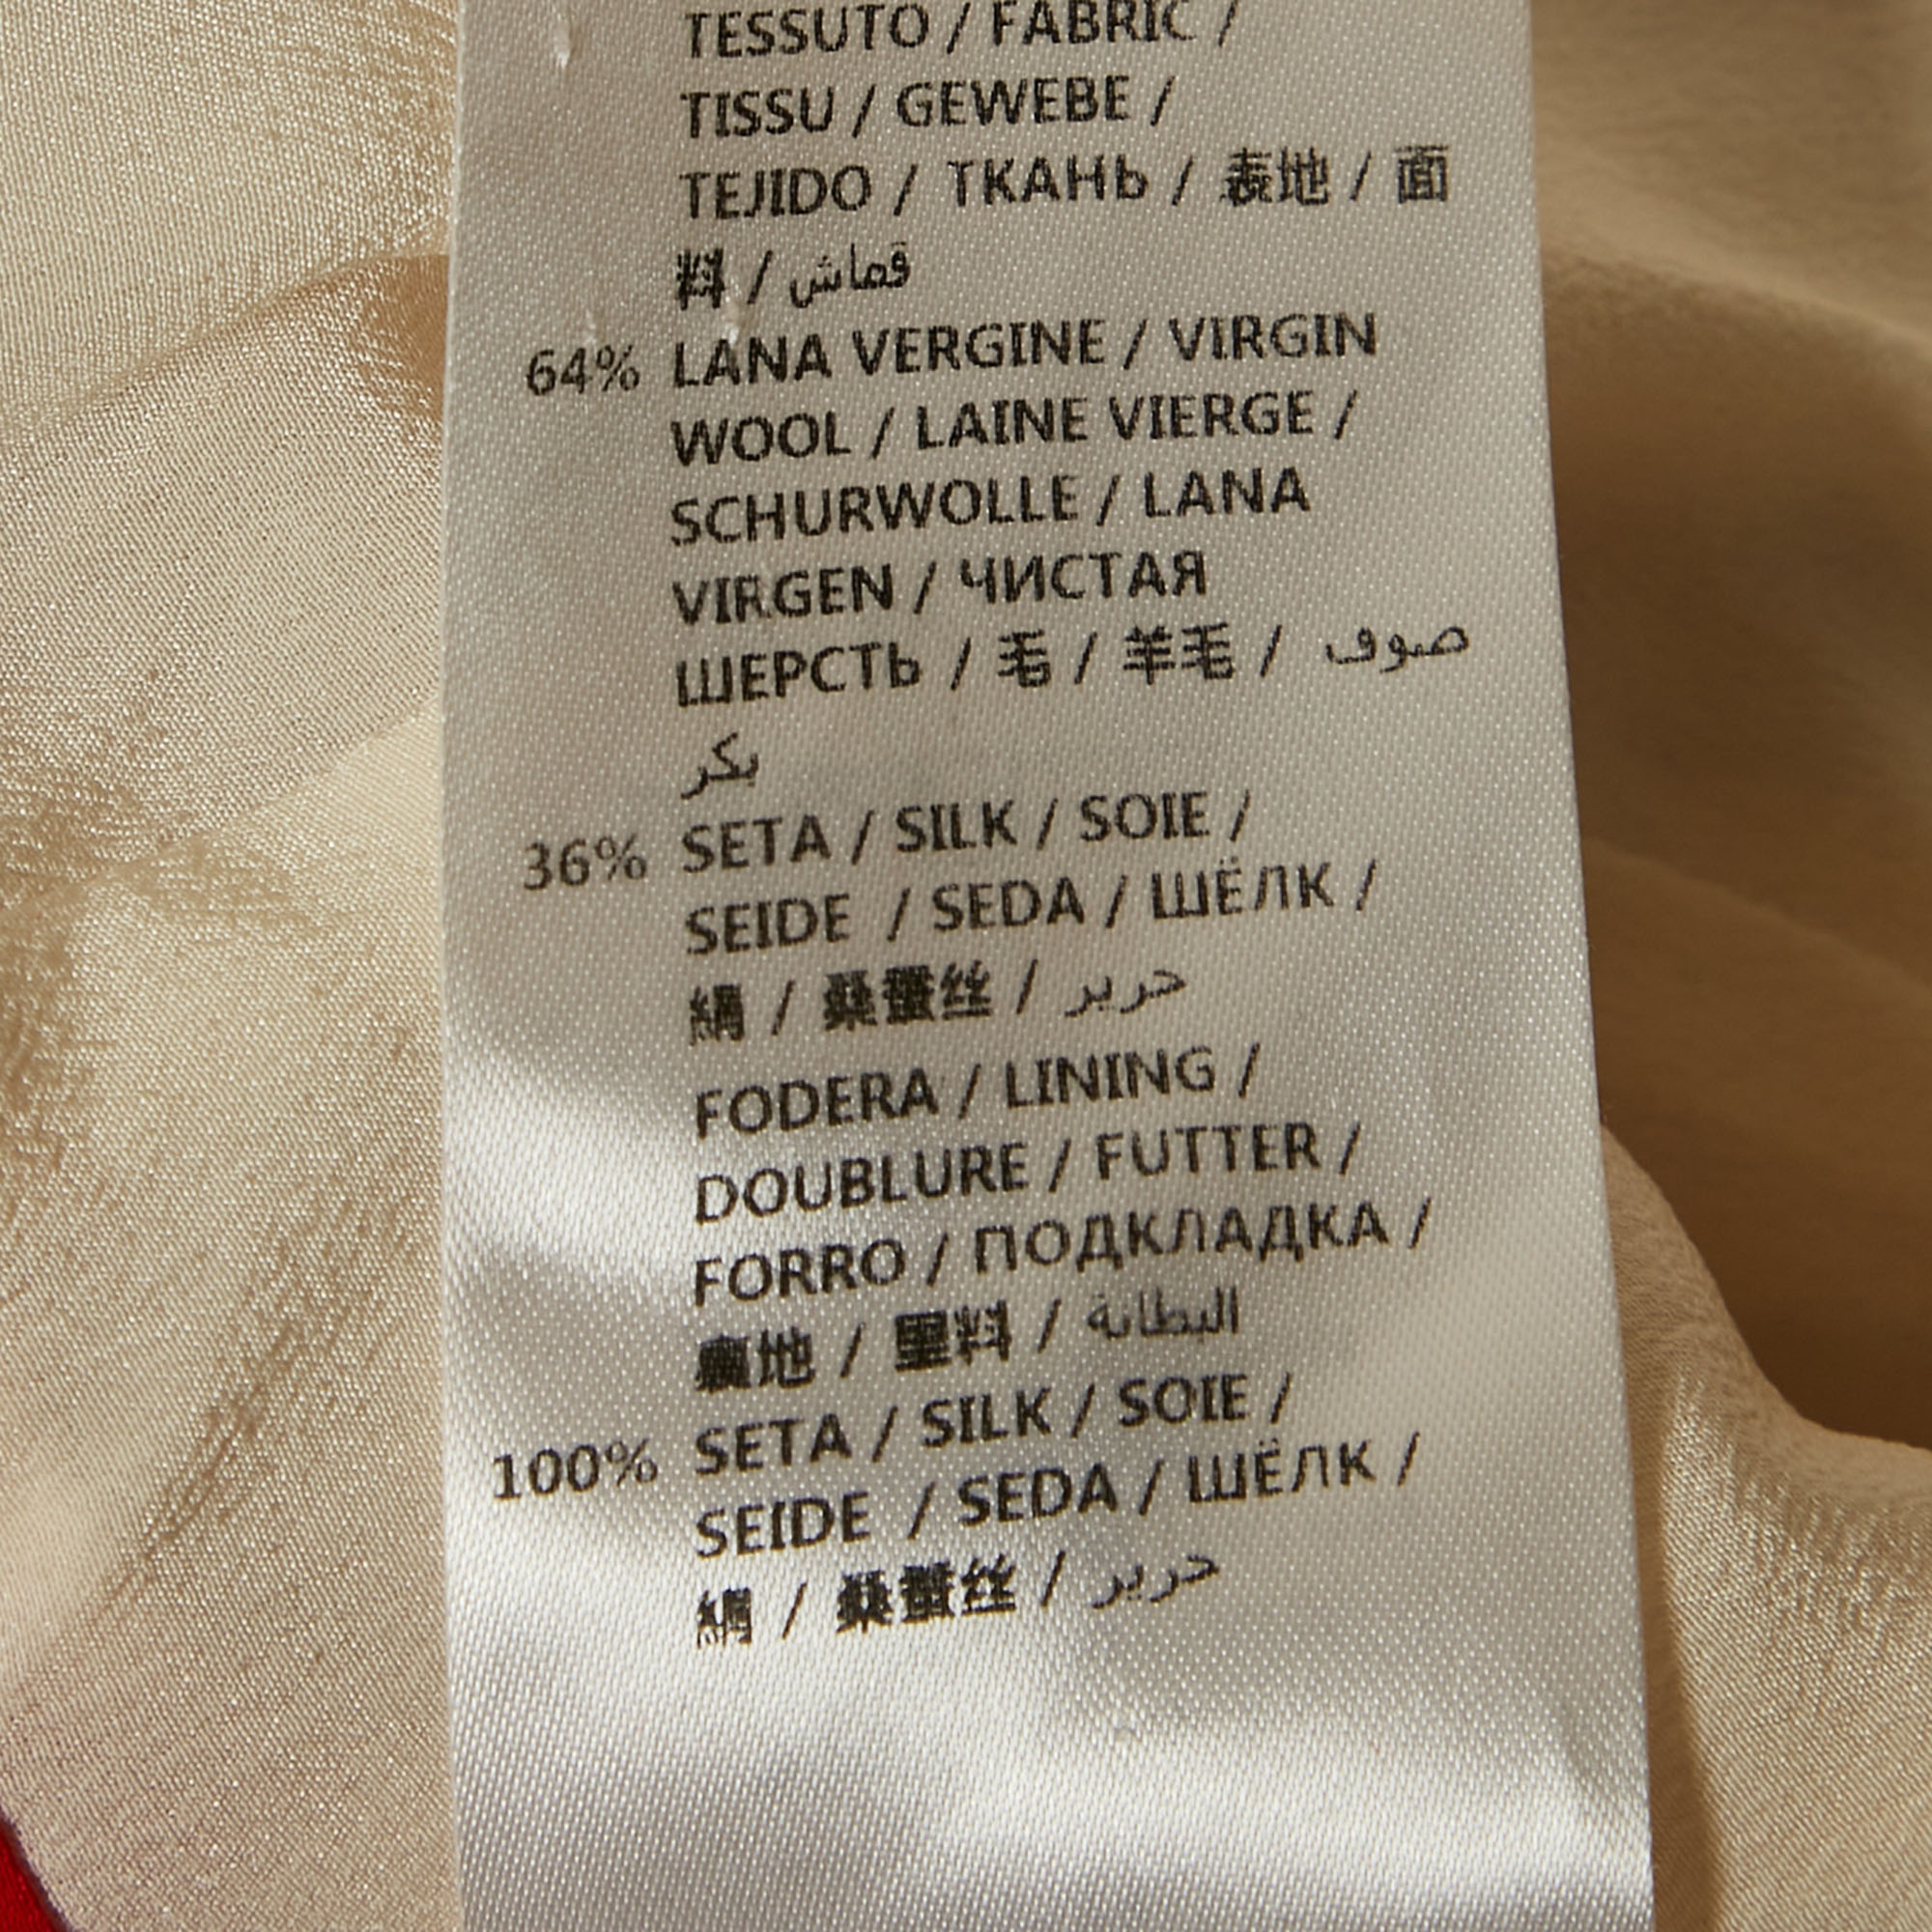 TESSUTO / FABRIC /
TISSU / GEWEBE /
TEJIDO / ТКАНЬ / 表地 / 面
料 / قماش
64% LANA VERGINE / VIRGIN
WOOL / LAINE VIERGE /
SCHURWOLLE / LANA
VIRGEN / ЧИСТАЯ
ШЕРСТЬ / 毛 / 羊毛 / صوف
بكر
36% SETA / SILK / SOIE /
SEIDE / SEDA / ШЁЛК /
絹 / 桑蚕丝 / حرير
FODERA / LINING /
DOUBLURE / FUTTER /
FORRO / ПОДКЛАДКА /
裏地 / 里料 / البطانة
100% SETA / SILK / SOIE /
SEIDE / SEDA / ШЁЛК /
絹 / 桑蚕丝 / حرير